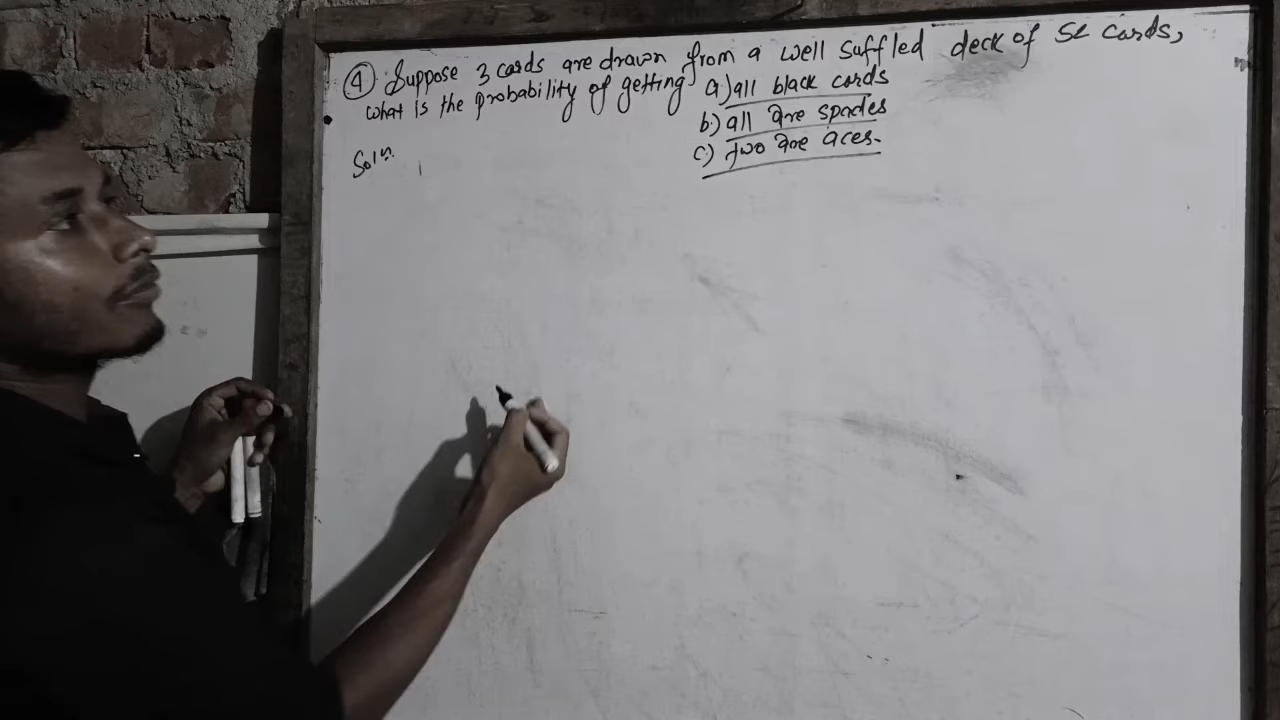 ④ Suppose 3 cards are drawn from a well suffled deck of 52 cards,
what is the probability of getting a.) all black cards
b.) all are spades
c) two are aces.
Solⁿ.